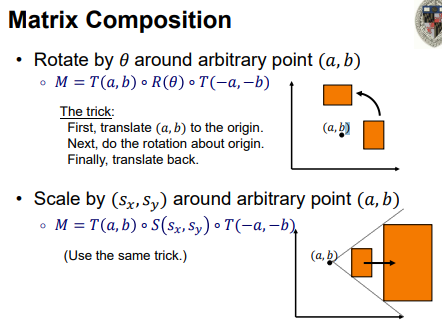 Matrix Composition
• Rotate by θ around arbitrary point (a, b)
○ M = T(a, b) ∘ R(θ) ∘ T(−a, −b)
The trick:
First, translate (a, b) to the origin.
Next, do the rotation about origin.
Finally, translate back.
(a, b)
• Scale by (sx, sy) around arbitrary point (a, b)
○ M = T(a, b) ∘ S(sx, sy) ∘ T(−a, −b)
(Use the same trick.)
(a, b)